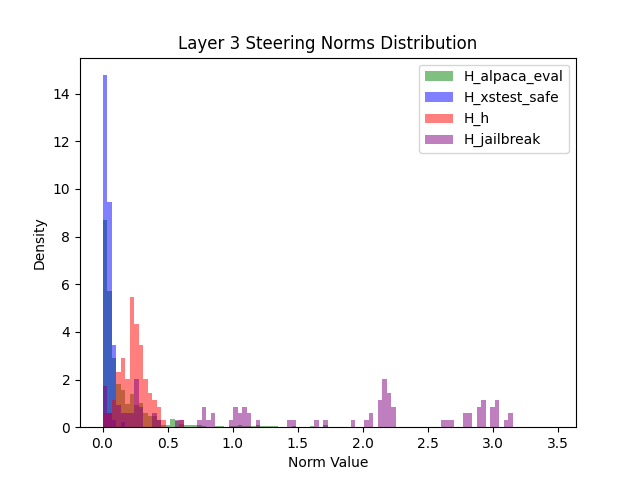 Layer 3 Steering Norms Distribution
H_alpaca_eval
H_xstest_safe
H_h
H_jailbreak
14
12
10
8
6
4
2
0
Density
0.0 0.5 1.0 1.5 2.0 2.5 3.0 3.5
Norm Value